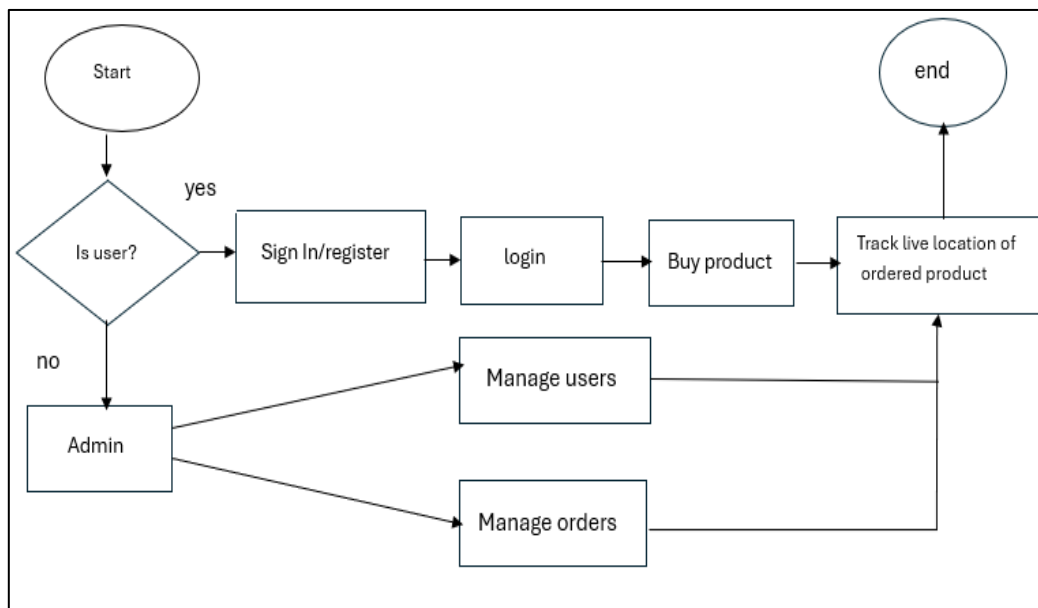 Start
end
yes
Is user?
Sign In/register
login
Buy product
Track live location of
ordered product
no
Manage users
Admin
Manage orders